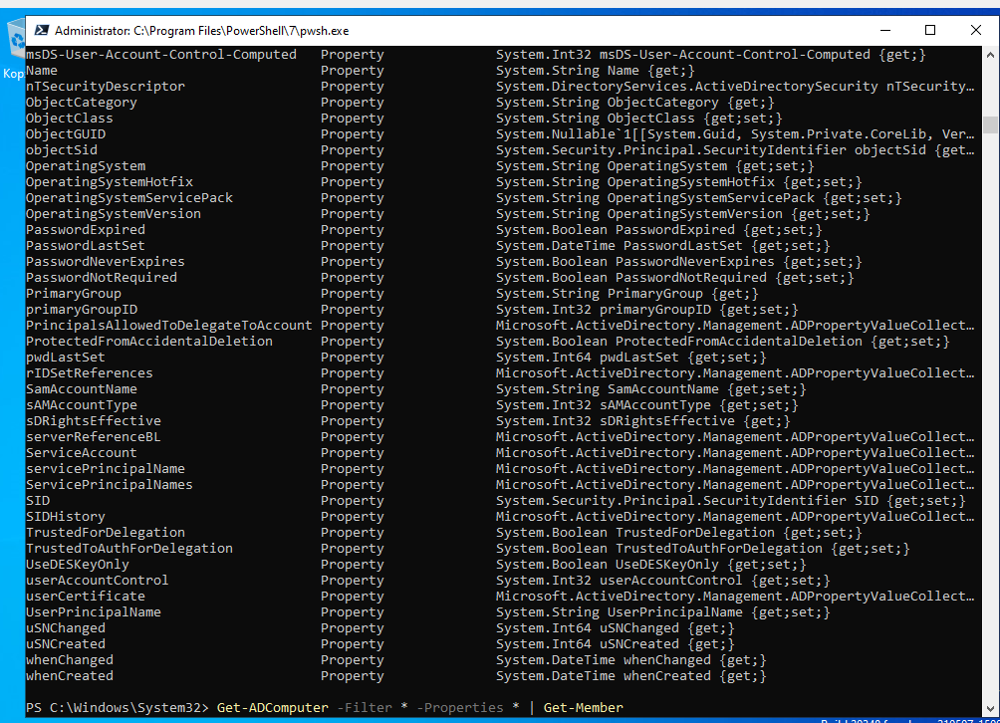 Administrator: C:\Program Files\PowerShell\7\pwsh.exe
Kop
msDS-User-Account-Control-Computed Property System.Int32 msDS-User-Account-Control-Computed {get;}
Name Property System.String Name {get;}
nTSecurityDescriptor Property System.DirectoryServices.ActiveDirectorySecurity nTSecurity…
ObjectCategory Property System.String ObjectCategory {get;}
ObjectClass Property System.String ObjectClass {get;set;}
ObjectGUID Property System.Nullable`1[[System.Guid, System.Private.CoreLib, Ver…
objectSid Property System.Security.Principal.SecurityIdentifier objectSid {get…
OperatingSystem Property System.String OperatingSystem {get;set;}
OperatingSystemHotfix Property System.String OperatingSystemHotfix {get;set;}
OperatingSystemServicePack Property System.String OperatingSystemServicePack {get;set;}
OperatingSystemVersion Property System.String OperatingSystemVersion {get;set;}
PasswordExpired Property System.Boolean PasswordExpired {get;set;}
PasswordLastSet Property System.DateTime PasswordLastSet {get;set;}
PasswordNeverExpires Property System.Boolean PasswordNeverExpires {get;set;}
PasswordNotRequired Property System.Boolean PasswordNotRequired {get;set;}
PrimaryGroup Property System.String PrimaryGroup {get;}
primaryGroupID Property System.Int32 primaryGroupID {get;set;}
PrincipalsAllowedToDelegateToAccount Property Microsoft.ActiveDirectory.Management.ADPropertyValueCollect…
ProtectedFromAccidentalDeletion Property System.Boolean ProtectedFromAccidentalDeletion {get;set;}
pwdLastSet Property System.Int64 pwdLastSet {get;set;}
rIDSetReferences Property Microsoft.ActiveDirectory.Management.ADPropertyValueCollect…
SamAccountName Property System.String SamAccountName {get;set;}
sAMAccountType Property System.Int32 sAMAccountType {get;set;}
sDRightsEffective Property System.Int32 sDRightsEffective {get;}
serverReferenceBL Property Microsoft.ActiveDirectory.Management.ADPropertyValueCollect…
ServiceAccount Property Microsoft.ActiveDirectory.Management.ADPropertyValueCollect…
servicePrincipalName Property Microsoft.ActiveDirectory.Management.ADPropertyValueCollect…
ServicePrincipalNames Property Microsoft.ActiveDirectory.Management.ADPropertyValueCollect…
SID Property System.Security.Principal.SecurityIdentifier SID {get;set;}
SIDHistory Property Microsoft.ActiveDirectory.Management.ADPropertyValueCollect…
TrustedForDelegation Property System.Boolean TrustedForDelegation {get;set;}
TrustedToAuthForDelegation Property System.Boolean TrustedToAuthForDelegation {get;set;}
UseDESKeyOnly Property System.Boolean UseDESKeyOnly {get;set;}
userAccountControl Property System.Int32 userAccountControl {get;set;}
userCertificate Property Microsoft.ActiveDirectory.Management.ADPropertyValueCollect…
UserPrincipalName Property System.String UserPrincipalName {get;set;}
uSNChanged Property System.Int64 uSNChanged {get;}
uSNCreated Property System.Int64 uSNCreated {get;}
whenChanged Property System.DateTime whenChanged {get;}
whenCreated Property System.DateTime whenCreated {get;}
PS C:\Windows\System32> Get-ADComputer -Filter * -Properties * | Get-Member